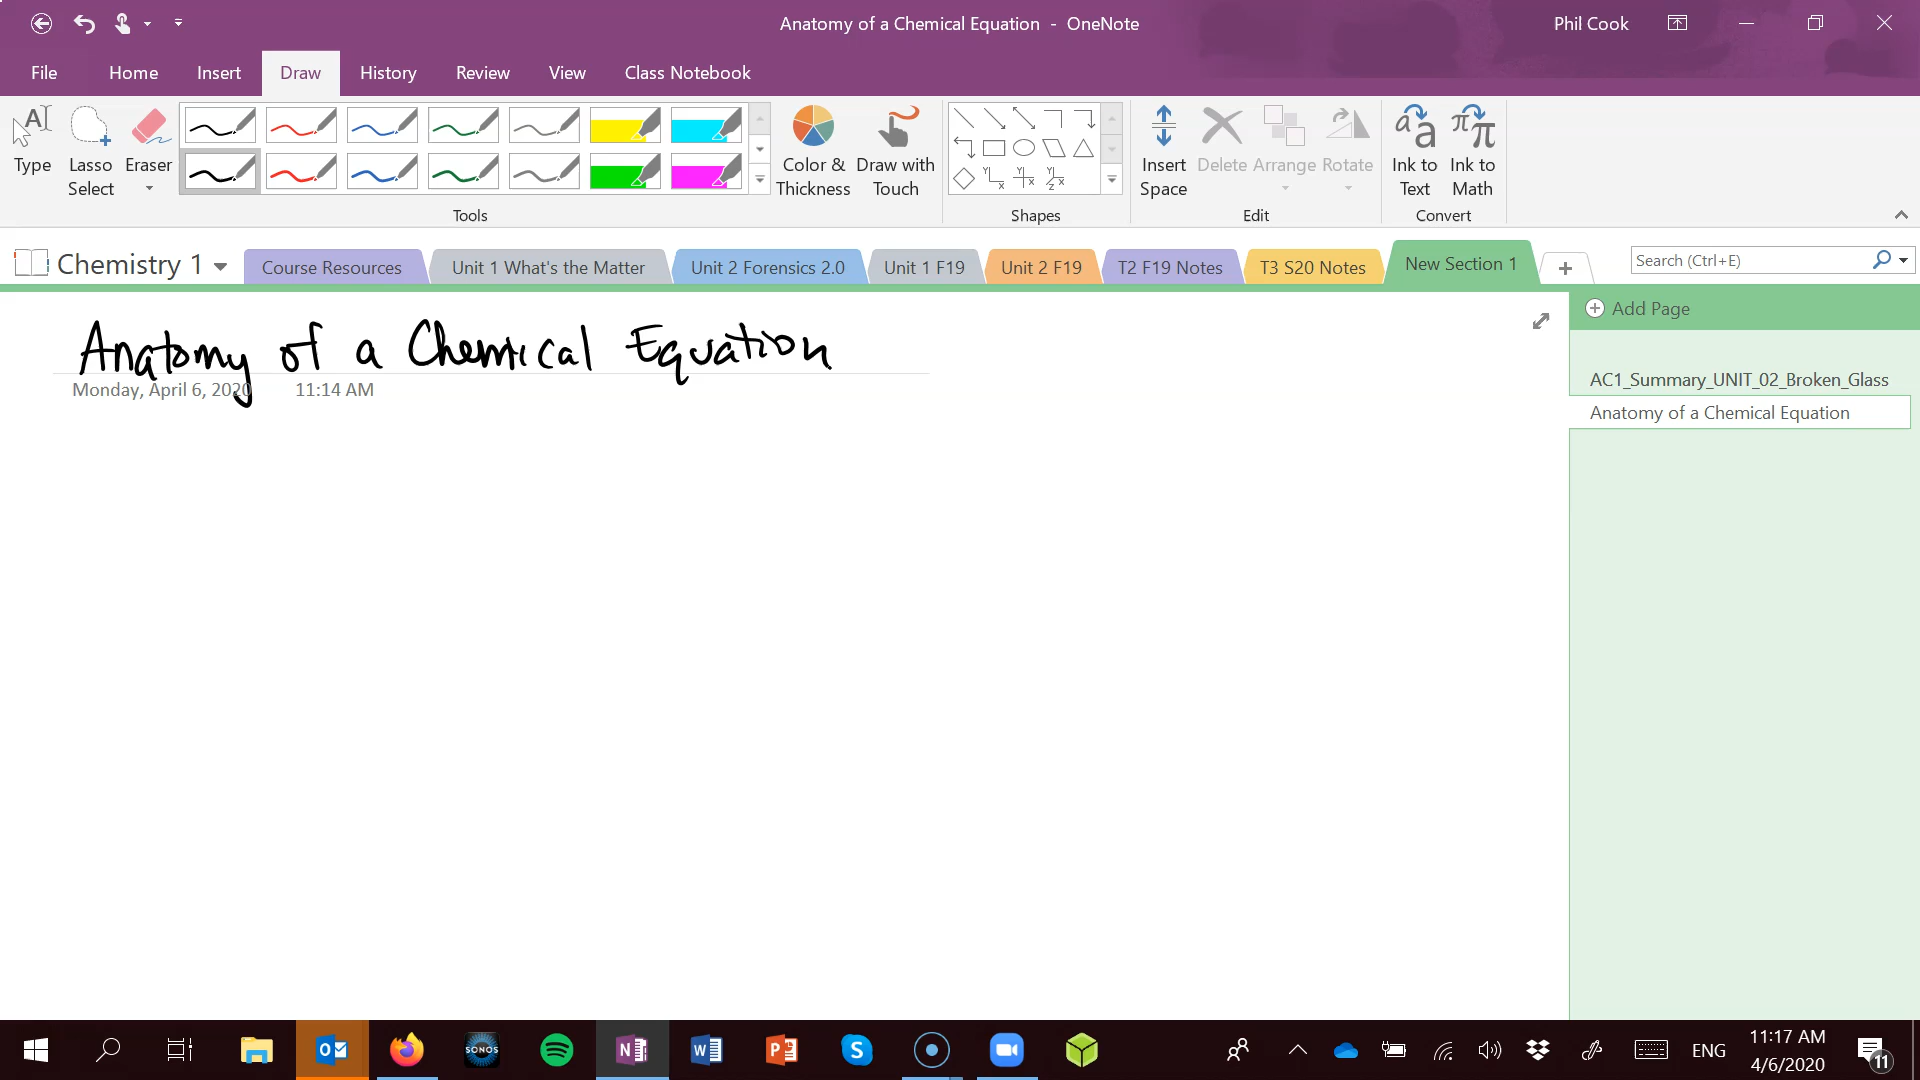 Anatomy of a Chemical Equation - OneNote
Phil Cook
File Home Insert Draw History Review View Class Notebook
Type
Lasso Select
Eraser
Color & Thickness
Draw with Touch
Insert Space
Delete
Arrange
Rotate
Ink to Text
Ink to Math
Tools
Shapes
Edit
Convert
Chemistry 1
Course Resources
Unit 1 What's the Matter
Unit 2 Forensics 2.0
Unit 1 F19
Unit 2 F19
T2 F19 Notes
T3 S20 Notes
New Section 1
Search (Ctrl+E)
Anatomy of a Chemical Equation
Monday, April 6, 2020 11:14 AM
Add Page
AC1_Summary_UNIT_02_Broken_Glass
Anatomy of a Chemical Equation
SONOS
ENG
11:17 AM
4/6/2020
11